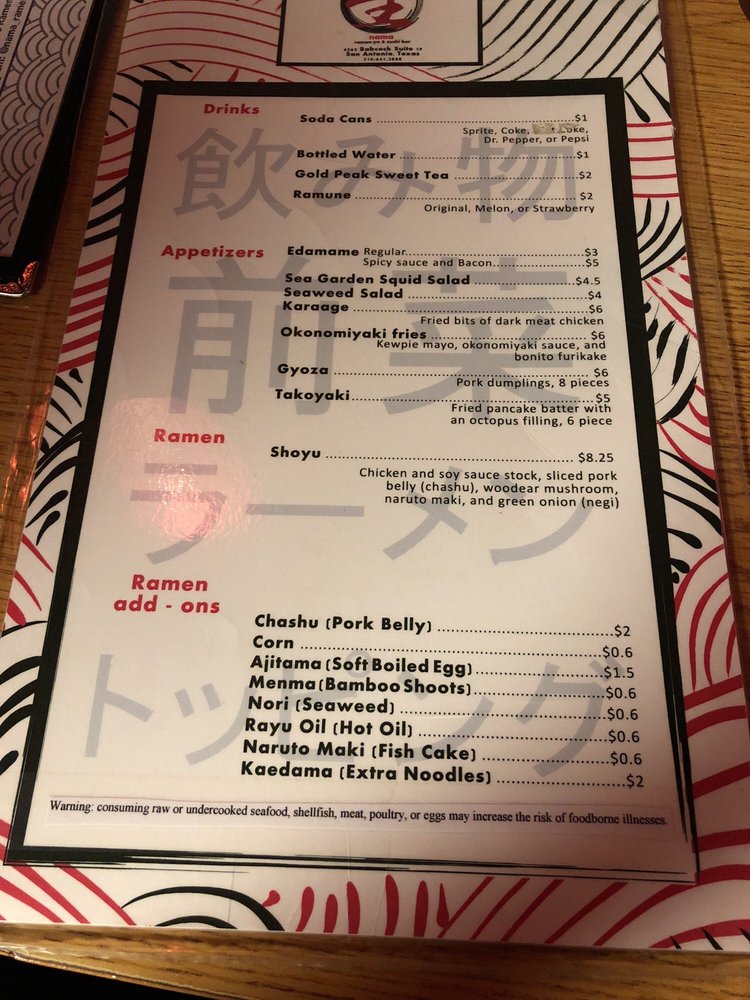 nama
ramen-ya & sushi bar
San Antonio, Texas
Drinks
飲み物
Soda Cans ...$1
Sprite, Coke, Coke,
Dr. Pepper, or Pepsi
Bottled Water ...$1
Gold Peak Sweet Tea ...$2
Ramune ...$2
Original, Melon, or Strawberry
Appetizers
前菜
Edamame Regular...$3
Spicy sauce and Bacon...$5
Sea Garden Squid Salad ...$4.5
Seaweed Salad ...$4
Karaage ...$6
Fried bits of dark meat chicken
Okonomiyaki fries ...$6
Kewpie mayo, okonomiyaki sauce, and
bonito furikake
Gyoza ...$6
Pork dumplings, 8 pieces
Takoyaki...$5
Fried pancake batter with
an octopus filling, 6 piece
Ramen
ラーメン
Shoyu ...$8.25
Chicken and soy sauce stock, sliced pork
belly (chashu), woodear mushroom,
naruto maki, and green onion (negi)
Ramen
add - ons
トッピング
Chashu (Pork Belly) ...$2
Corn ...$0.6
Ajitama (Soft Boiled Egg)...$1.5
Menma(Bamboo Shoots)...$0.6
Nori (Seaweed) ...$0.6
Rayu Oil (Hot Oil) ...$0.6
Naruto Maki (Fish Cake) ...$0.6
Kaedama (Extra Noodles) ...$2
Warning: consuming raw or undercooked seafood, shellfish, meat, poultry, or eggs may increase the risk of foodborne illnesses.